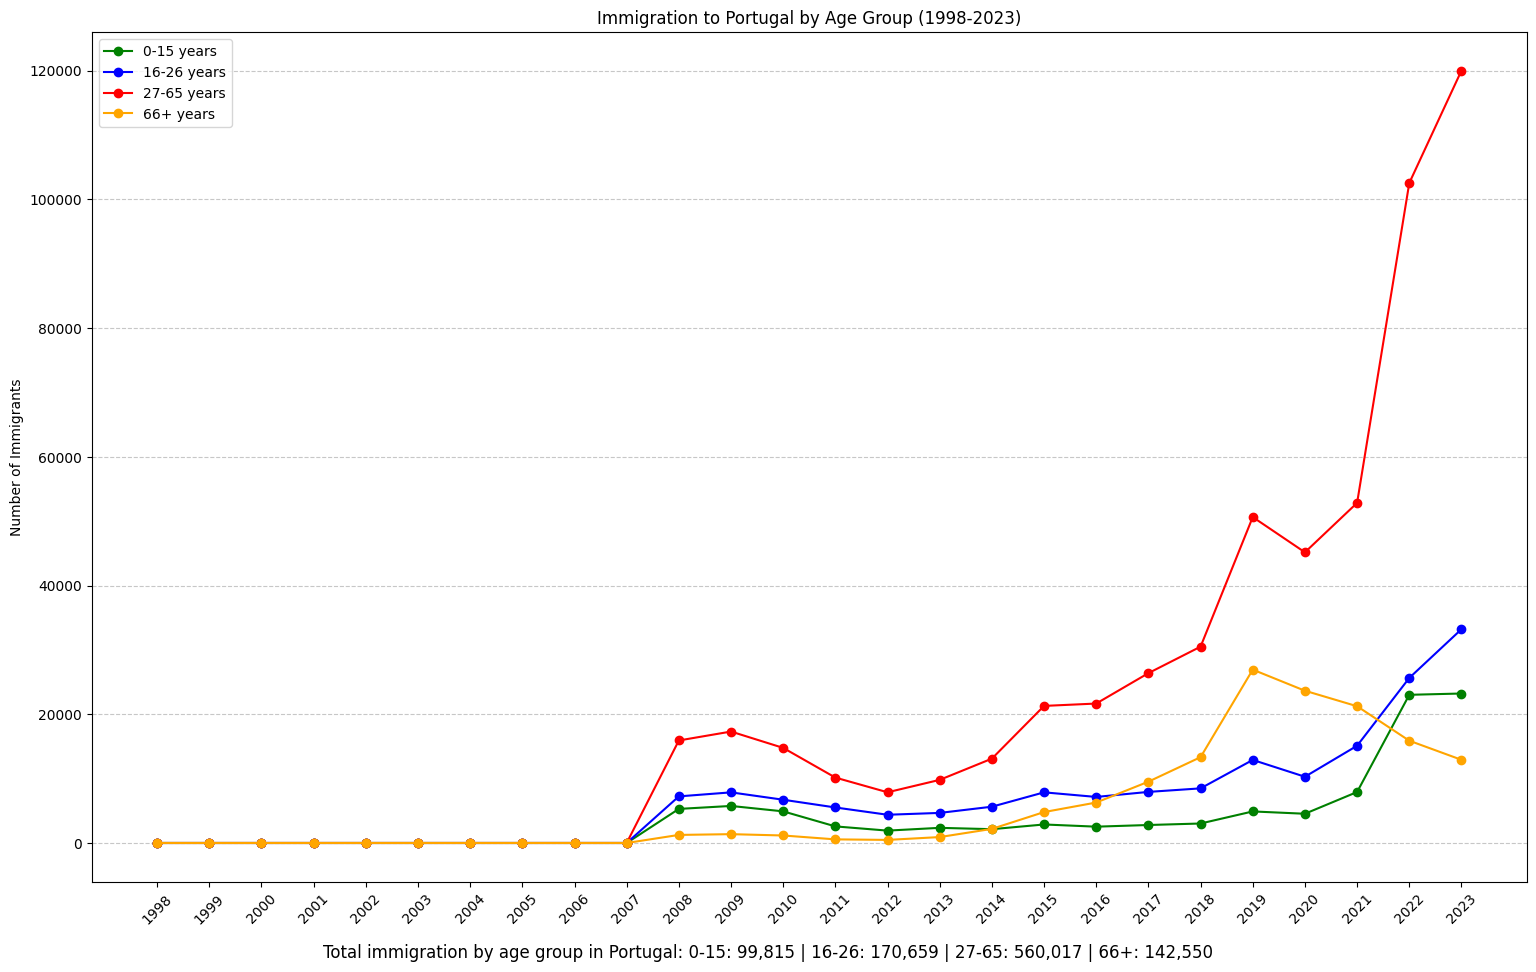 Immigration to Portugal by Age Group (1998-2023)
0-15 years
16-26 years
27-65 years
66+ years
Number of Immigrants
120000
100000
80000
60000
40000
20000
0
1998 1999 2000 2001 2002 2003 2004 2005 2006 2007 2008 2009 2010 2011 2012 2013 2014 2015 2016 2017 2018 2019 2020 2021 2022 2023
Total immigration by age group in Portugal: 0-15: 99,815 | 16-26: 170,659 | 27-65: 560,017 | 66+: 142,550